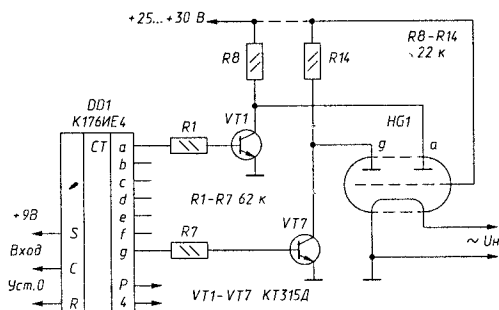 +25...+30 В
R8
R14
R8-R14
22 к
DD1
К176ИЕ4
R1
VT1
HG1
CT
a
b
c
d
e
f
g
P
4
g
a
R1-R7 62 к
+9В
S
Вход
C
Уст.0
R
R7
VT7
~ Uн
VT1-VT7 КТ315Д